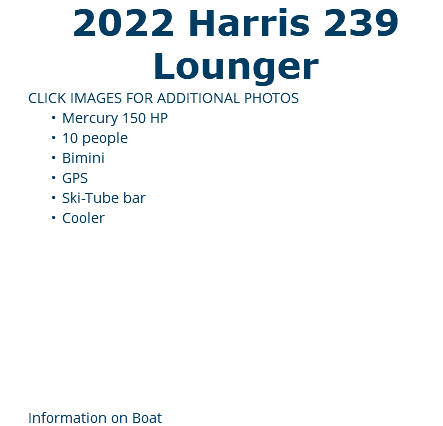 2022 Harris 239
Lounger
CLICK IMAGES FOR ADDITIONAL PHOTOS
• Mercury 150 HP
• 10 people
• Bimini
• GPS
• Ski-Tube bar
• Cooler
Information on Boat